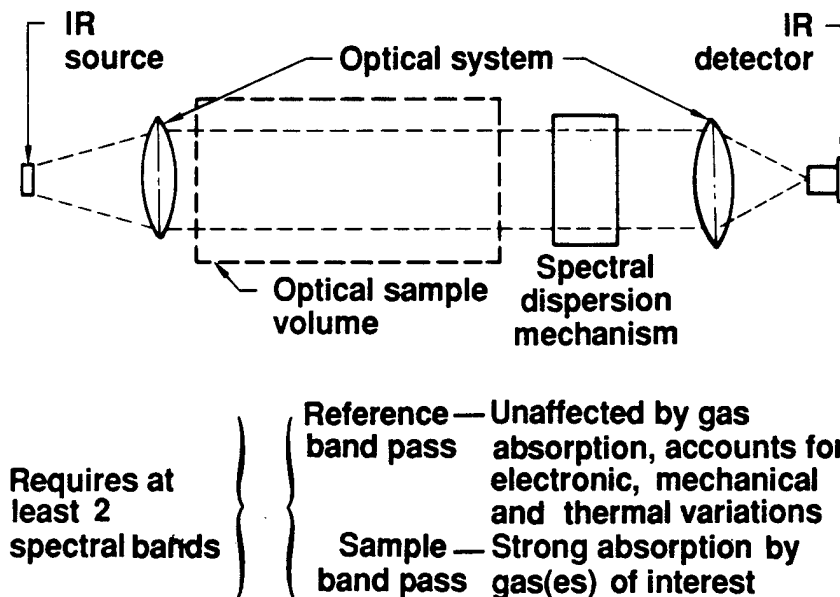 IR source
Optical system
IR detector
Optical sample volume
Spectral dispersion mechanism
Requires at least 2 spectral bands
Reference band pass — Unaffected by gas absorption, accounts for electronic, mechanical and thermal variations
Sample band pass — Strong absorption by gas(es) of interest